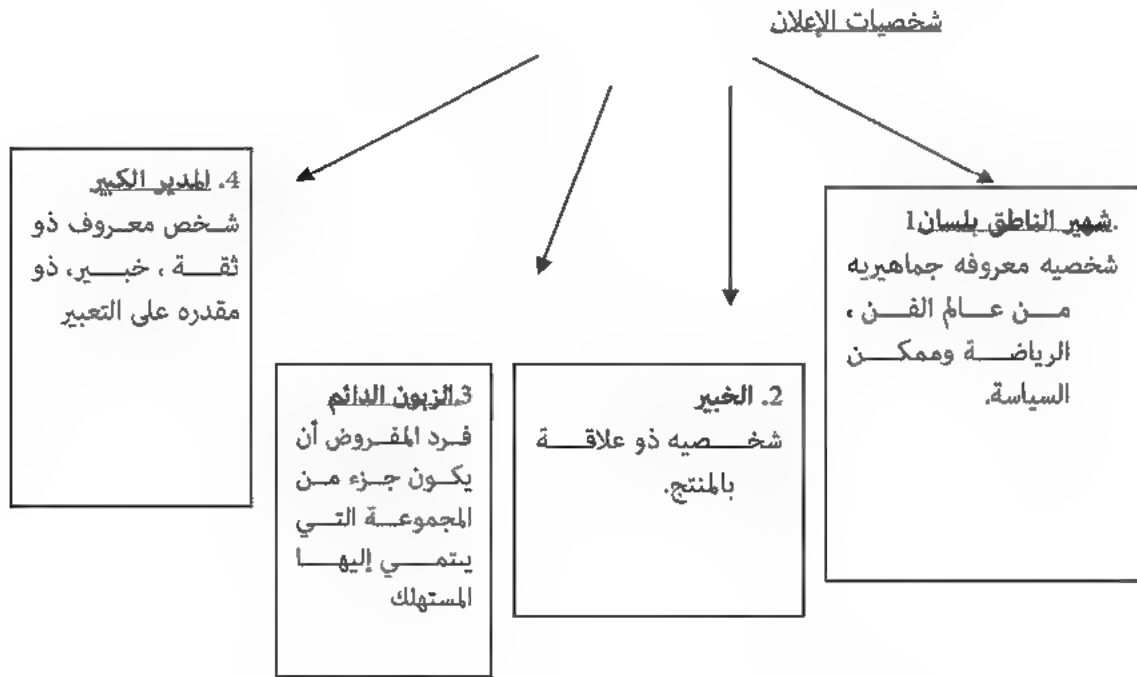 شخصيات الإعلان
.شهير الناطق بلسان1
شخصيه معروفه جماهيريه
من عالم الفن ،
الرياضة وممكن
السياسة.
2. الخبير
شخصيه ذو علاقة
بالمنتج.
3.الزبون الدائم
فرد المفروض أن
يكون جزء من
المجموعة التي
ينتمي إليها
المستهلك
4. المدير الكبير
شخص معروف ذو
ثقة ، خبير، ذو
مقدره على التعبير